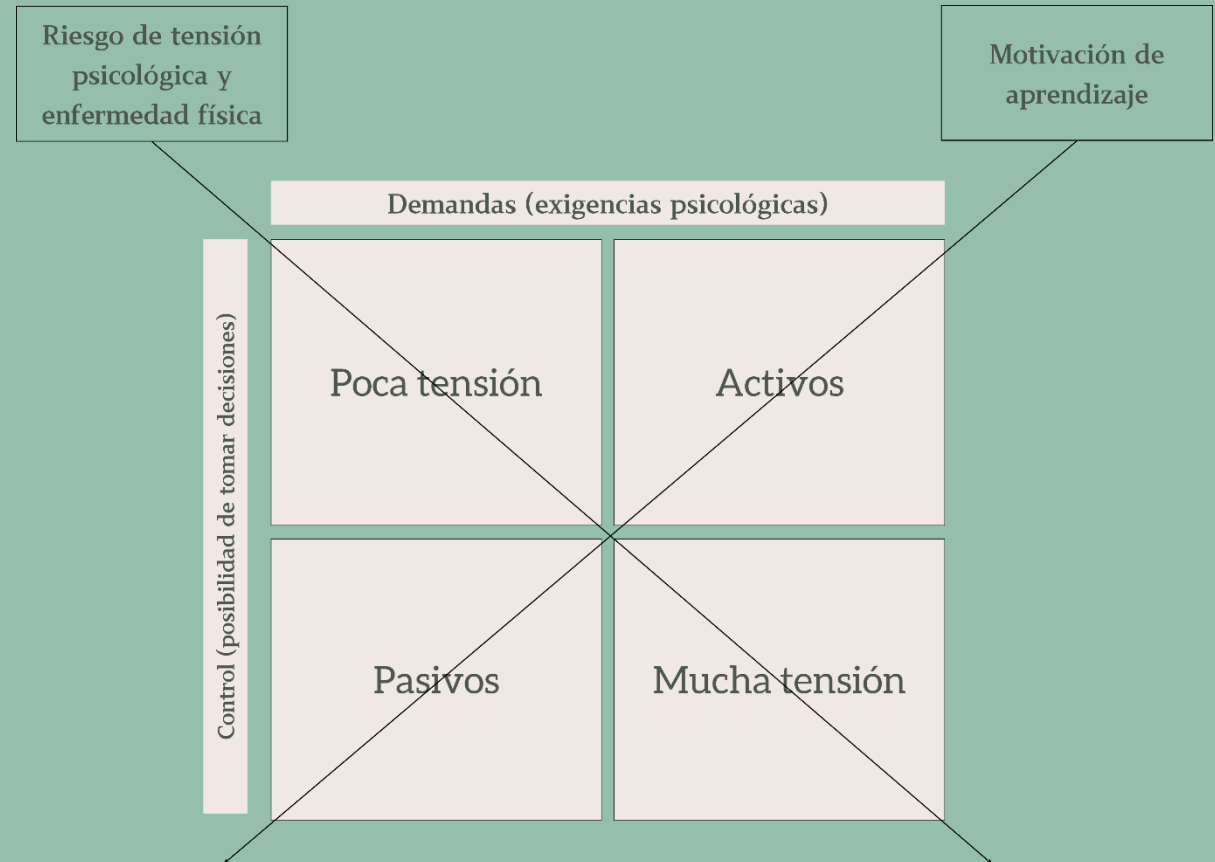 Riesgo de tensión
psicológica y
enfermedad física
Motivación de
aprendizaje
Demandas (exigencias psicológicas)
Control (posibilidad de tomar decisiones)
Poca tensión
Activos
Pasivos
Mucha tensión